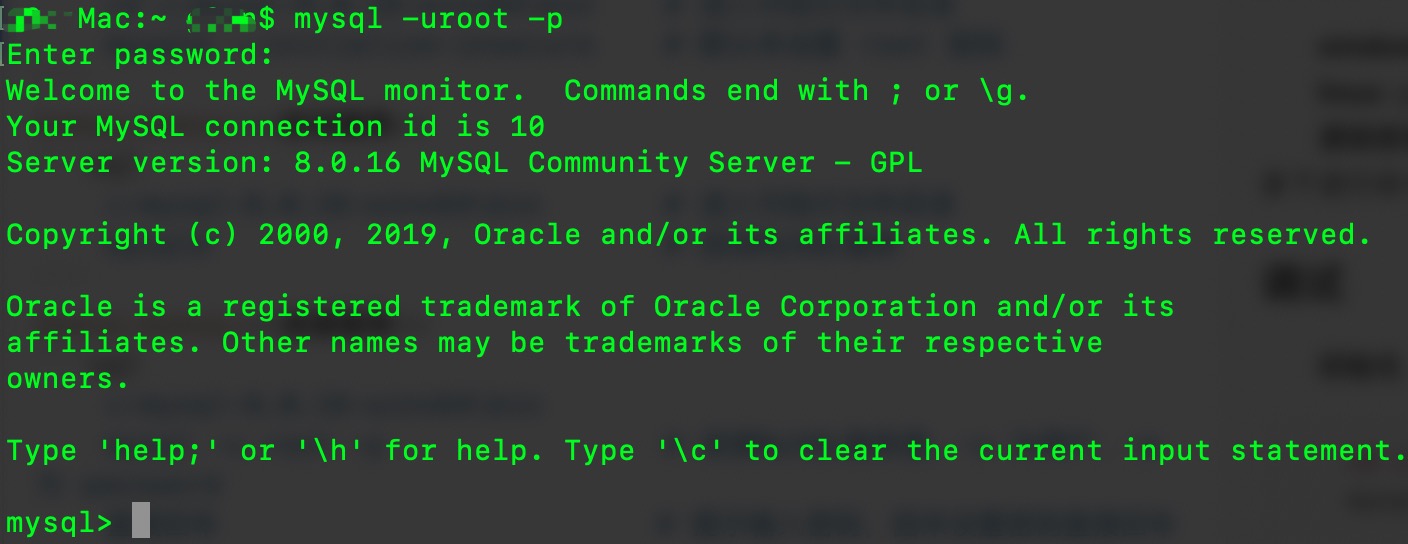 Mac:~ $ mysql -uroot -p
Enter password:
Welcome to the MySQL monitor.  Commands end with ; or \g.
Your MySQL connection id is 10
Server version: 8.0.16 MySQL Community Server - GPL
Copyright (c) 2000, 2019, Oracle and/or its affiliates. All rights reserved.
Oracle is a registered trademark of Oracle Corporation and/or its
affiliates. Other names may be trademarks of their respective
owners.
Type 'help;' or '\h' for help. Type '\c' to clear the current input statement.
mysql>